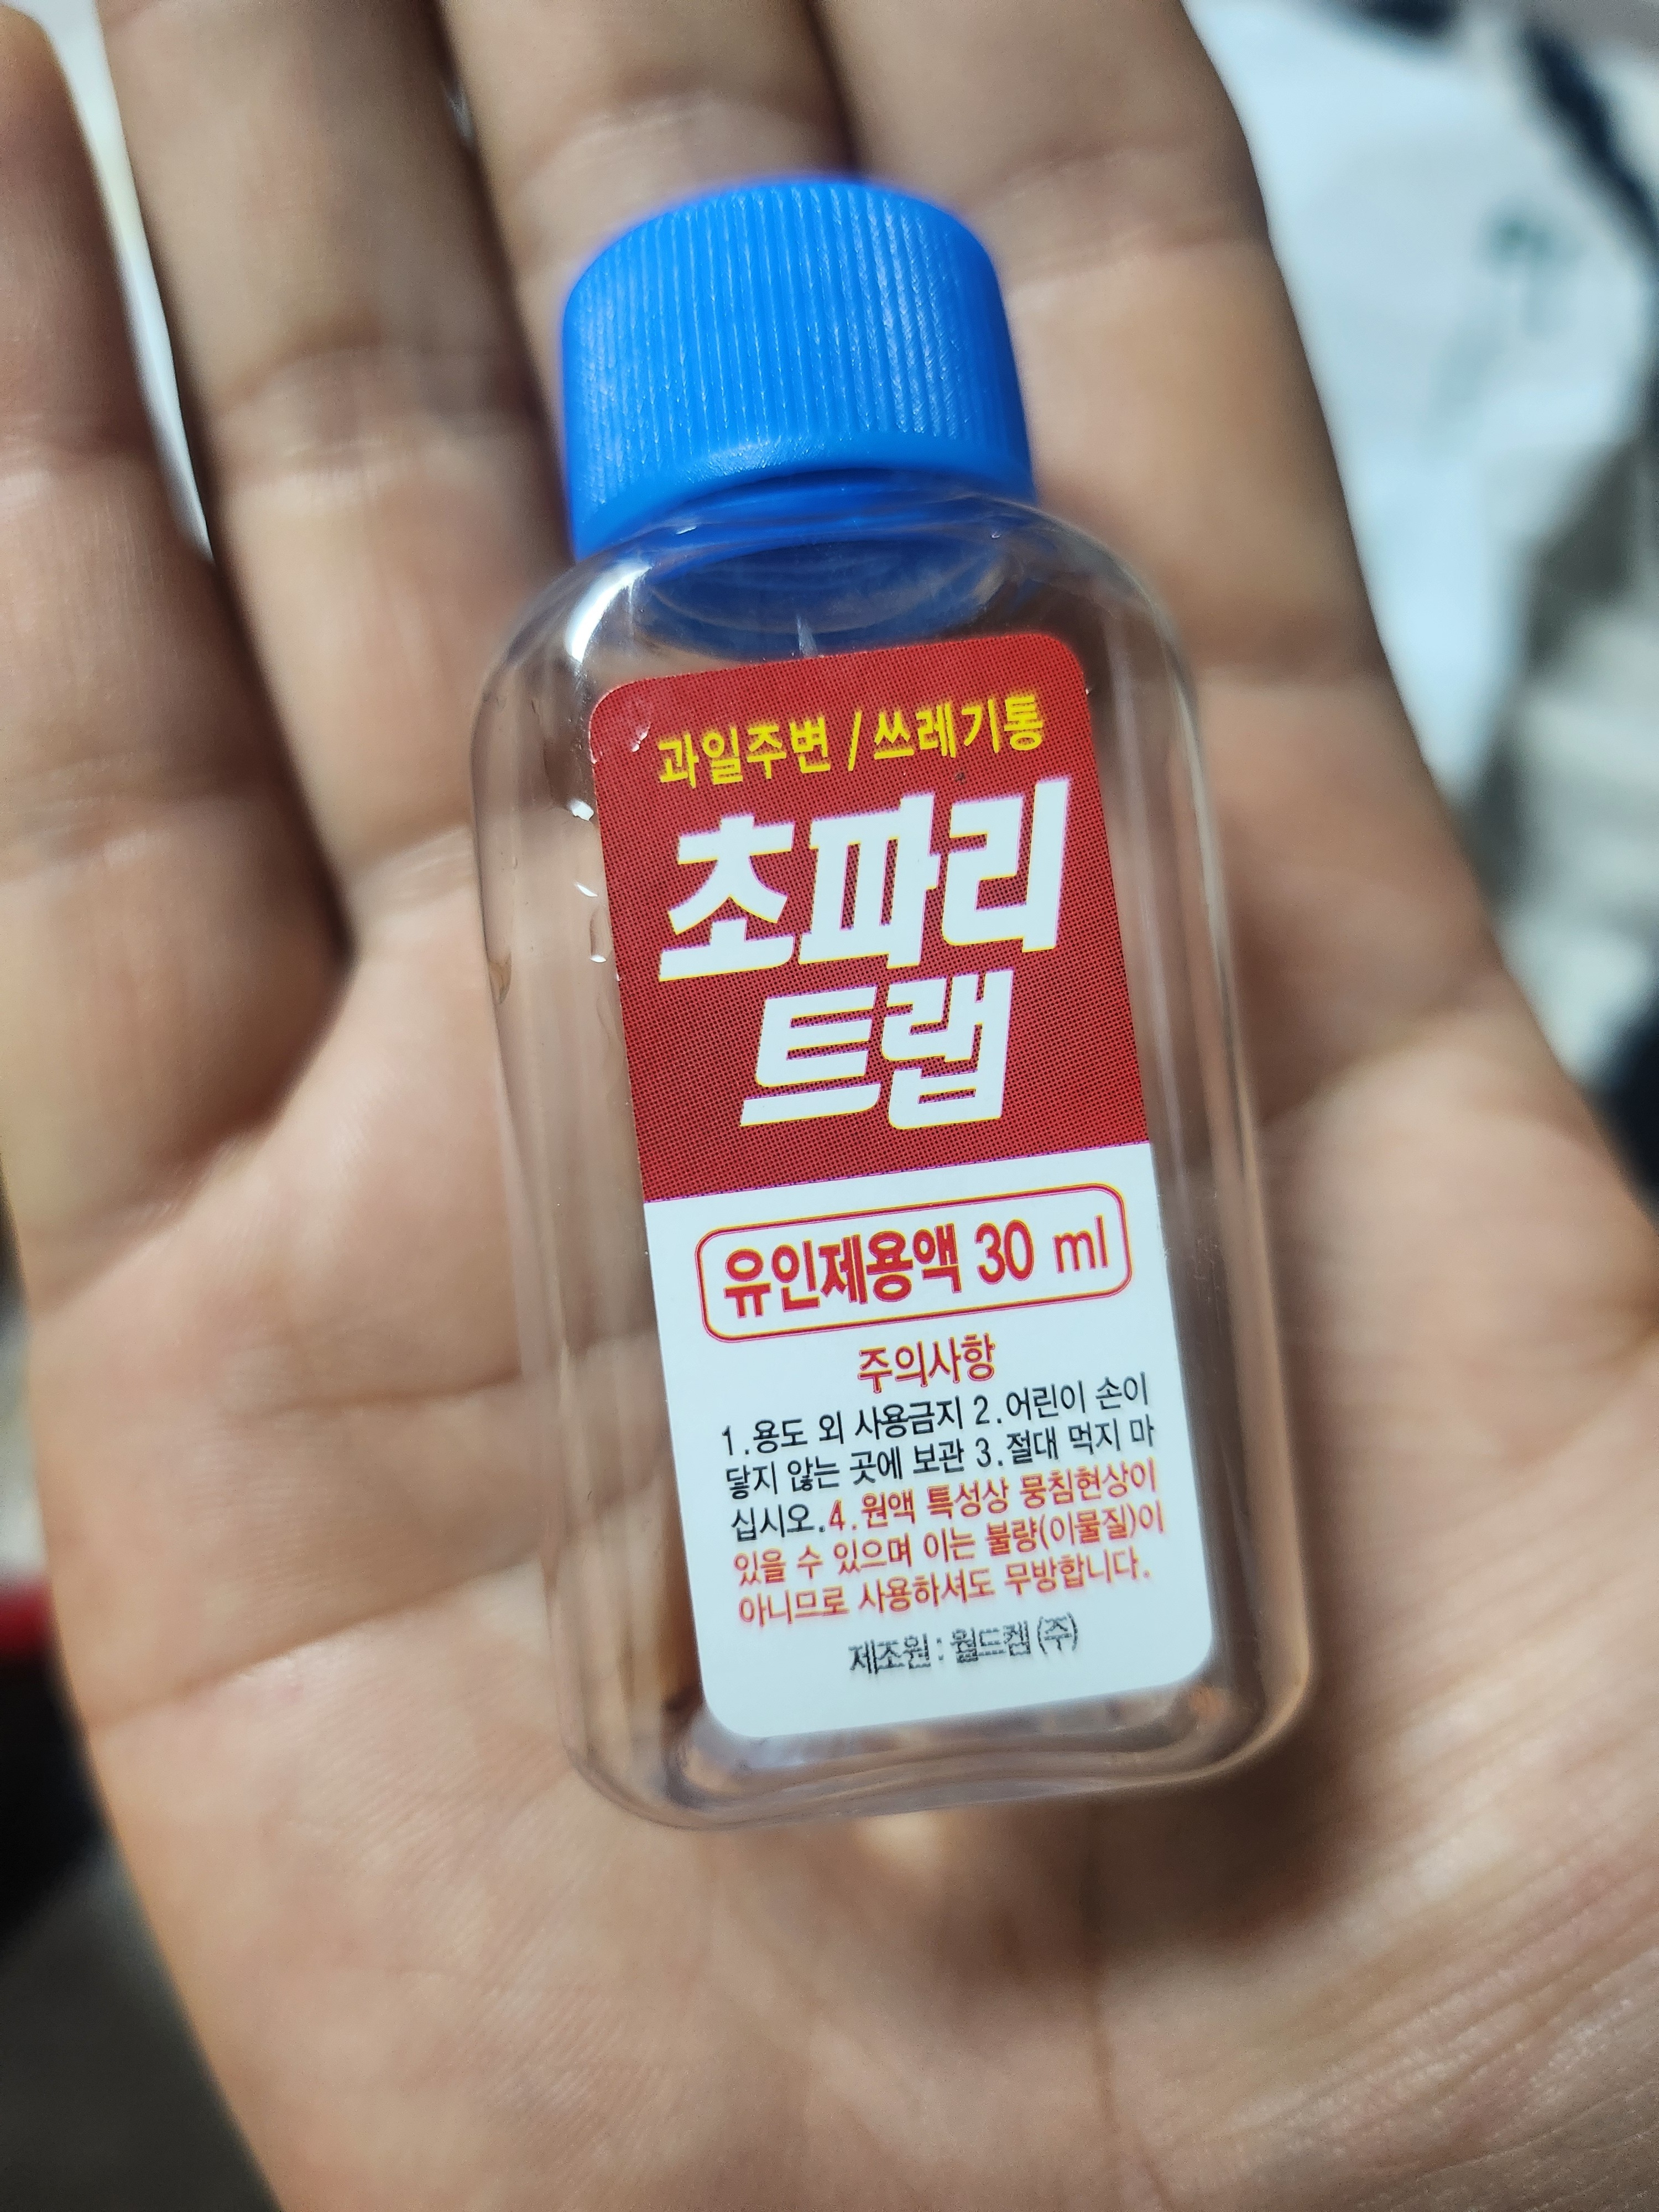 과일주변 / 쓰레기통
초파리
트랩
유인제용액 30 ml
주의사항
1.용도 외 사용금지 2.어린이 손이
닿지 않는 곳에 보관 3.절대 먹지 마
십시오.4.원액 특성상 뭉침현상이
있을 수 있으며 이는 불량(이물질)이
아니므로 사용하셔도 무방합니다.
제조원 : 월드켐(주)